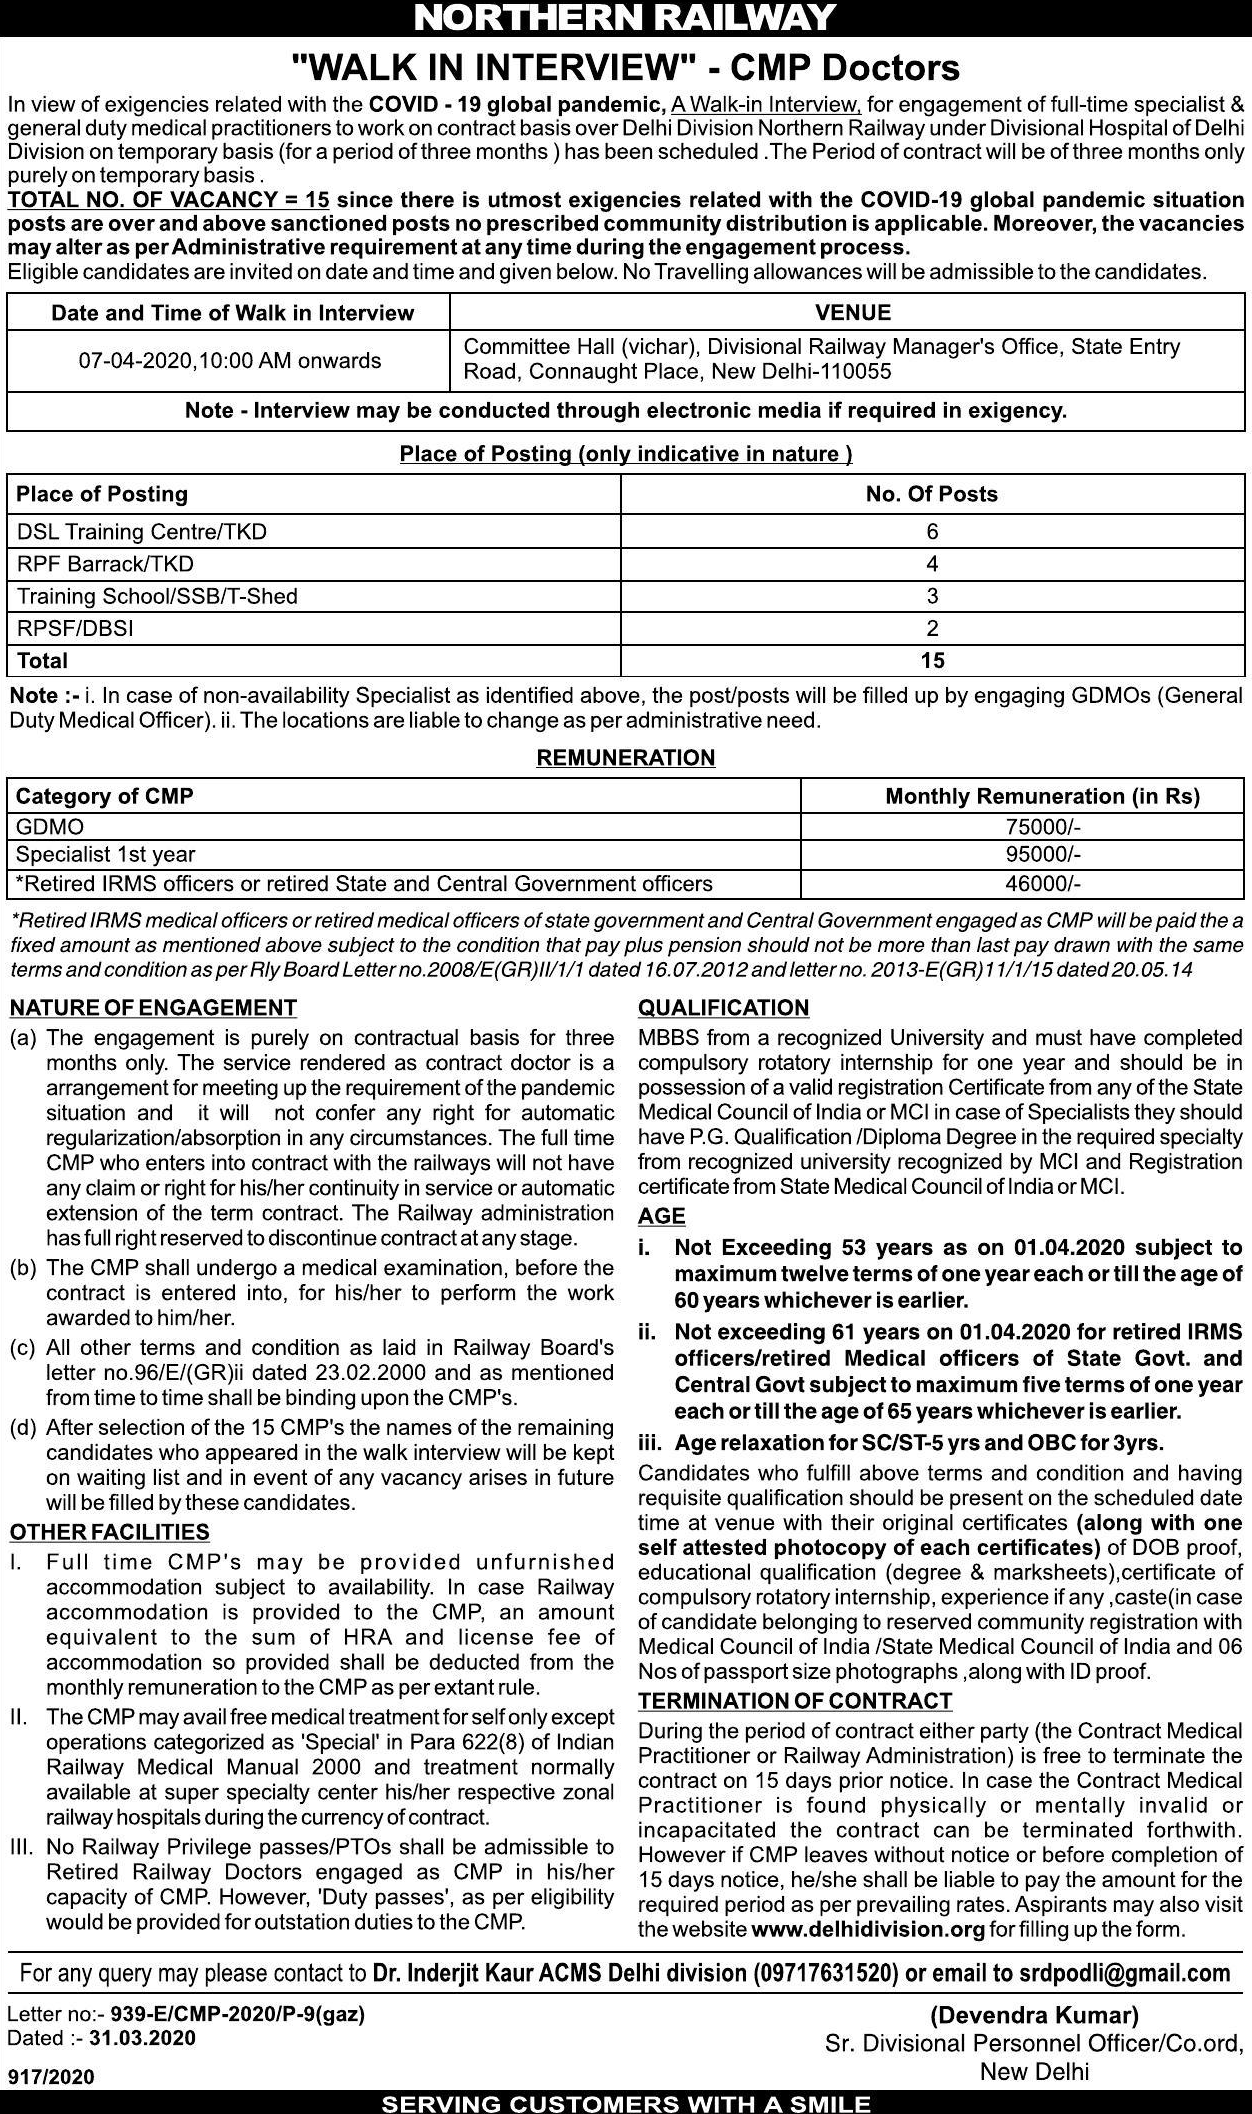 NORTHERN RAILWAY
"WALK IN INTERVIEW" - CMP Doctors
In view of exigencies related with the COVID - 19 global pandemic, A Walk-in Interview, for engagement of full-time specialist &
general duty medical practitioners to work on contract basis over Delhi Division Northern Railway under Divisional Hospital of Delhi
Division on temporary basis (for a period of three months ) has been scheduled .The Period of contract will be of three months only
purely on temporary basis .
TOTAL NO. OF VACANCY = 15 since there is utmost exigencies related with the COVID-19 global pandemic situation
posts are over and above sanctioned posts no prescribed community distribution is applicable. Moreover, the vacancies
may alter as per Administrative requirement at any time during the engagement process.
Eligible candidates are invited on date and time and given below. No Travelling allowances will be admissible to the candidates.
Date and Time of Walk in Interview VENUE
07-04-2020,10:00 AM onwards
Committee Hall (vichar), Divisional Railway Manager's Office, State Entry
Road, Connaught Place, New Delhi-110055
Note - Interview may be conducted through electronic media if required in exigency.
Place of Posting (only indicative in nature )
Place of Posting No. Of Posts
DSL Training Centre/TKD 6
RPF Barrack/TKD 4
Training School/SSB/T-Shed 3
RPSF/DBSI 2
Total 15
Note :- i. In case of non-availability Specialist as identified above, the post/posts will be filled up by engaging GDMOs (General
Duty Medical Officer). ii. The locations are liable to change as per administrative need.
REMUNERATION
Category of CMP Monthly Remuneration (in Rs)
GDMO 75000/-
Specialist 1st year 95000/-
*Retired IRMS officers or retired State and Central Government officers 46000/-
*Retired IRMS medical officers or retired medical officers of state government and Central Government engaged as CMP will be paid the a
fixed amount as mentioned above subject to the condition that pay plus pension should not be more than last pay drawn with the same
terms and condition as per Rly Board Letter no.2008/E(GR)II/1/1 dated 16.07.2012 and letter no. 2013-E(GR)11/1/15 dated 20.05.14
NATURE OF ENGAGEMENT
(a) The engagement is purely on contractual basis for three
months only. The service rendered as contract doctor is a
arrangement for meeting up the requirement of the pandemic
situation and it will not confer any right for automatic
regularization/absorption in any circumstances. The full time
CMP who enters into contract with the railways will not have
any claim or right for his/her continuity in service or automatic
extension of the term contract. The Railway administration
has full right reserved to discontinue contract at any stage.
(b) The CMP shall undergo a medical examination, before the
contract is entered into, for his/her to perform the work
awarded to him/her.
(c) All other terms and condition as laid in Railway Board's
letter no.96/E/(GR)ii dated 23.02.2000 and as mentioned
from time to time shall be binding upon the CMP's.
(d) After selection of the 15 CMP's the names of the remaining
candidates who appeared in the walk interview will be kept
on waiting list and in event of any vacancy arises in future
will be filled by these candidates.
OTHER FACILITIES
I. Full time CMP's may be provided unfurnished
accommodation subject to availability. In case Railway
accommodation is provided to the CMP, an amount
equivalent to the sum of HRA and license fee of
accommodation so provided shall be deducted from the
monthly remuneration to the CMP as per extant rule.
II. The CMP may avail free medical treatment for self only except
operations categorized as 'Special' in Para 622(8) of Indian
Railway Medical Manual 2000 and treatment normally
available at super specialty center his/her respective zonal
railway hospitals during the currency of contract.
III. No Railway Privilege passes/PTOs shall be admissible to
Retired Railway Doctors engaged as CMP in his/her
capacity of CMP. However, 'Duty passes', as per eligibility
would be provided for outstation duties to the CMP.
QUALIFICATION
MBBS from a recognized University and must have completed
compulsory rotatory internship for one year and should be in
possession of a valid registration Certificate from any of the State
Medical Council of India or MCI in case of Specialists they should
have P.G. Qualification /Diploma Degree in the required specialty
from recognized university recognized by MCI and Registration
certificate from State Medical Council of India or MCI.
AGE
i. Not Exceeding 53 years as on 01.04.2020 subject to
maximum twelve terms of one year each or till the age of
60 years whichever is earlier.
ii. Not exceeding 61 years on 01.04.2020 for retired IRMS
officers/retired Medical officers of State Govt. and
Central Govt subject to maximum five terms of one year
each or till the age of 65 years whichever is earlier.
iii. Age relaxation for SC/ST-5 yrs and OBC for 3yrs.
Candidates who fulfill above terms and condition and having
requisite qualification should be present on the scheduled date
time at venue with their original certificates (along with one
self attested photocopy of each certificates) of DOB proof,
educational qualification (degree & marksheets),certificate of
compulsory rotatory internship, experience if any ,caste(in case
of candidate belonging to reserved community registration with
Medical Council of India /State Medical Council of India and 06
Nos of passport size photographs ,along with ID proof.
TERMINATION OF CONTRACT
During the period of contract either party (the Contract Medical
Practitioner or Railway Administration) is free to terminate the
contract on 15 days prior notice. In case the Contract Medical
Practitioner is found physically or mentally invalid or
incapacitated the contract can be terminated forthwith.
However if CMP leaves without notice or before completion of
15 days notice, he/she shall be liable to pay the amount for the
required period as per prevailing rates. Aspirants may also visit
the website www.delhidivision.org for filling up the form.
For any query may please contact to Dr. Inderjit Kaur ACMS Delhi division (09717631520) or email to srdpodli@gmail.com
Letter no:- 939-E/CMP-2020/P-9(gaz)
Dated :- 31.03.2020
917/2020
(Devendra Kumar)
Sr. Divisional Personnel Officer/Co.ord,
New Delhi
SERVING CUSTOMERS WITH A SMILE